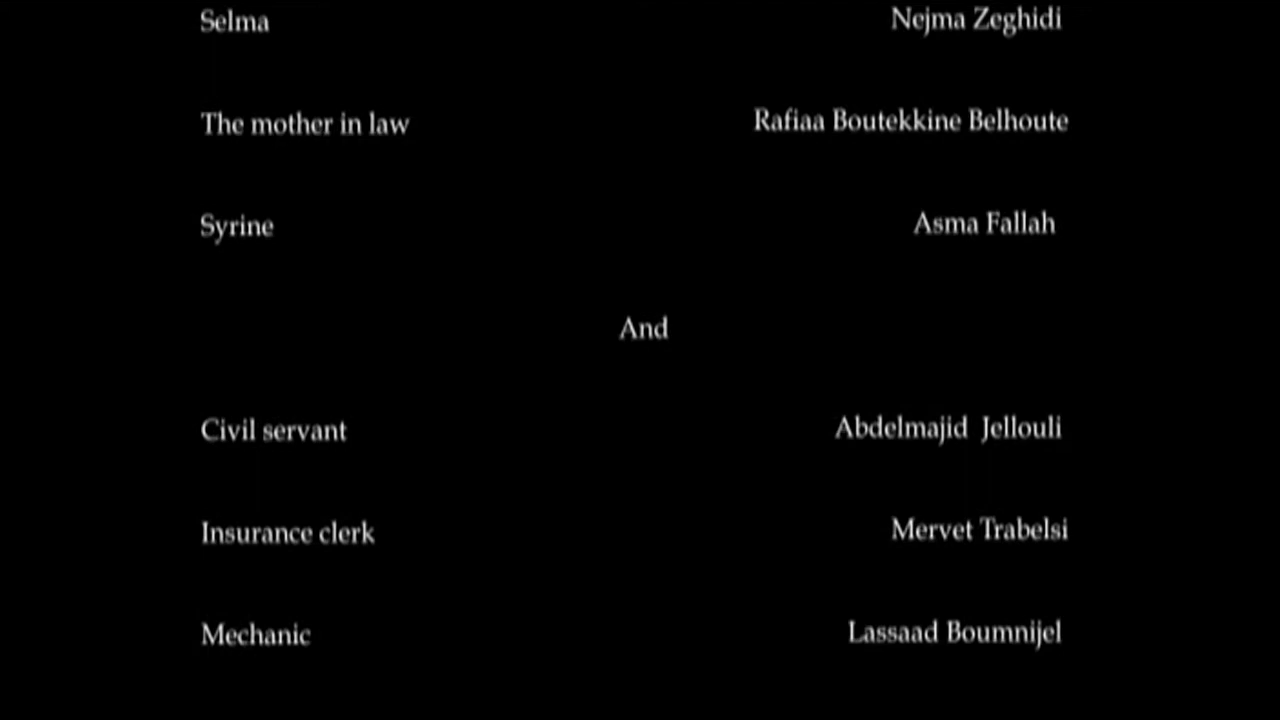 Selma Nejma Zeghidi
The mother in law Rafiaa Boutekkine Belhoute
Syrine Asma Fallah
And
Civil servant Abdelmajid Jellouli
Insurance clerk Mervet Trabelsi
Mechanic Lassaad Boumnijel